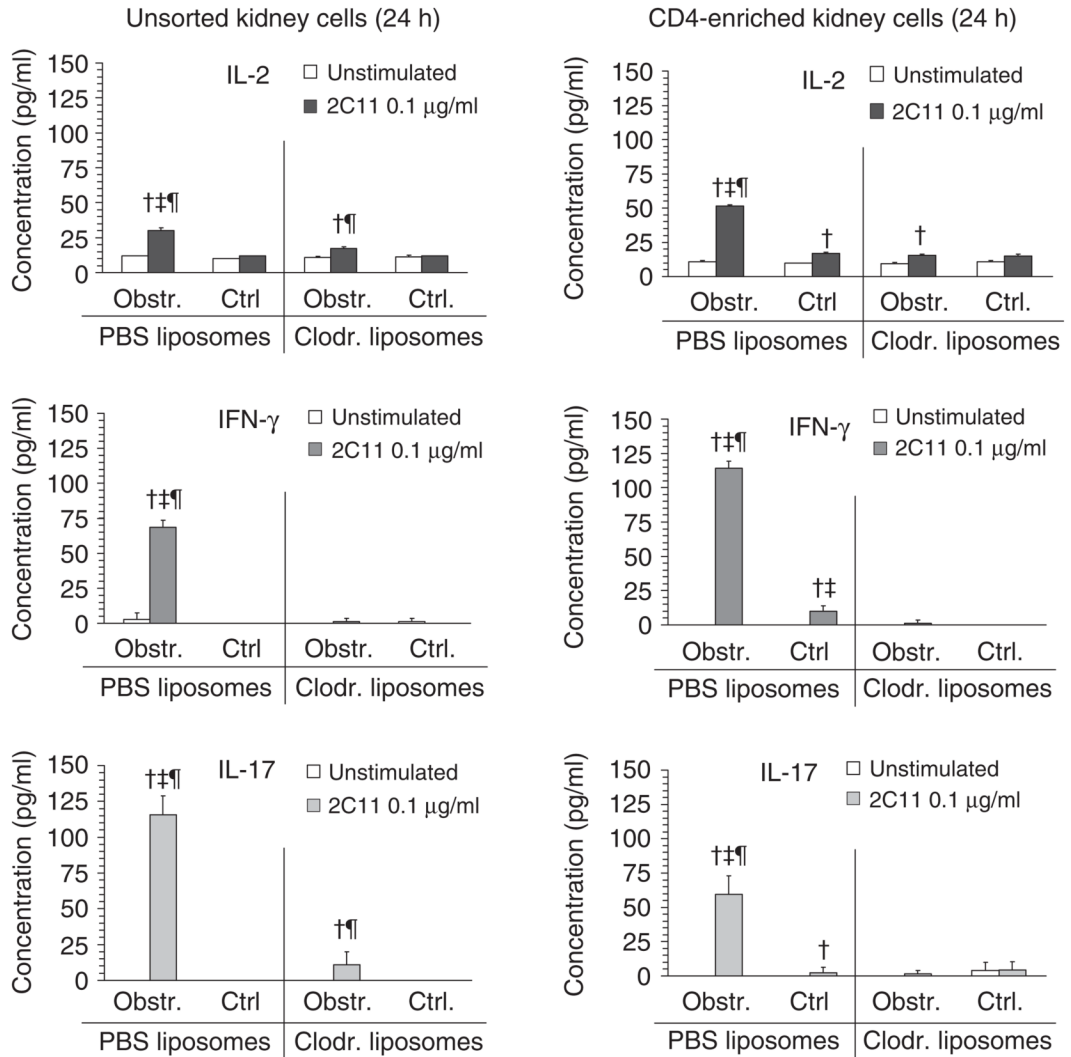 Unsorted kidney cells (24 h)
Concentration (pg/ml)
150
125
100
75
50
25
0
IL-2
Unstimulated
2C11 0.1 μg/ml
†‡¶
†¶
Obstr. Ctrl Obstr. Ctrl.
PBS liposomes Clodr. liposomes
CD4-enriched kidney cells (24 h)
Concentration (pg/ml)
150
125
100
75
50
25
0
IL-2
Unstimulated
2C11 0.1 μg/ml
†‡¶
†
†
Obstr. Ctrl Obstr. Ctrl.
PBS liposomes Clodr. liposomes
Concentration (pg/ml)
150
125
100
75
50
25
0
IFN-γ
Unstimulated
2C11 0.1 μg/ml
†‡¶
Obstr. Ctrl Obstr. Ctrl.
PBS liposomes Clodr. liposomes
Concentration (pg/ml)
150
125
100
75
50
25
0
IFN-γ
Unstimulated
2C11 0.1 μg/ml
†‡¶
†‡
Obstr. Ctrl Obstr. Ctrl.
PBS liposomes Clodr. liposomes
Concentration (pg/ml)
150
125
100
75
50
25
0
IL-17
Unstimulated
2C11 0.1 μg/ml
†‡¶
†¶
Obstr. Ctrl Obstr. Ctrl.
PBS liposomes Clodr. liposomes
Concentration (pg/ml)
150
125
100
75
50
25
0
IL-17
Unstimulated
2C11 0.1 μg/ml
†‡¶
†
Obstr. Ctrl Obstr. Ctrl.
PBS liposomes Clodr. liposomes